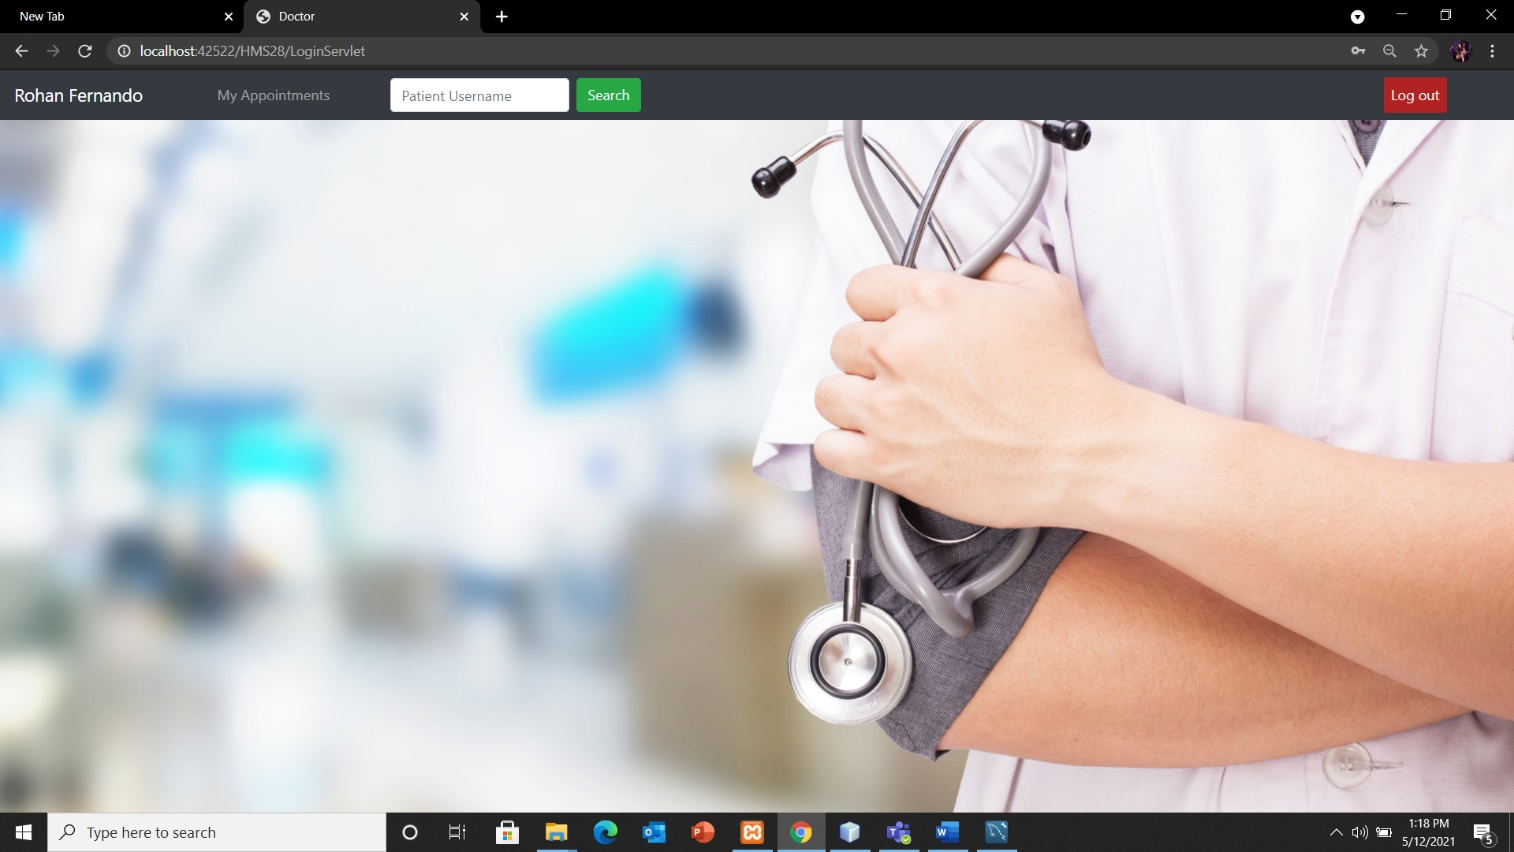 New Tab
Doctor
localhost:42522/HMS28/LoginServlet
Rohan Fernando
My Appointments
Patient Username
Search
Log out
Type here to search
1:18 PM
5/12/2021
5